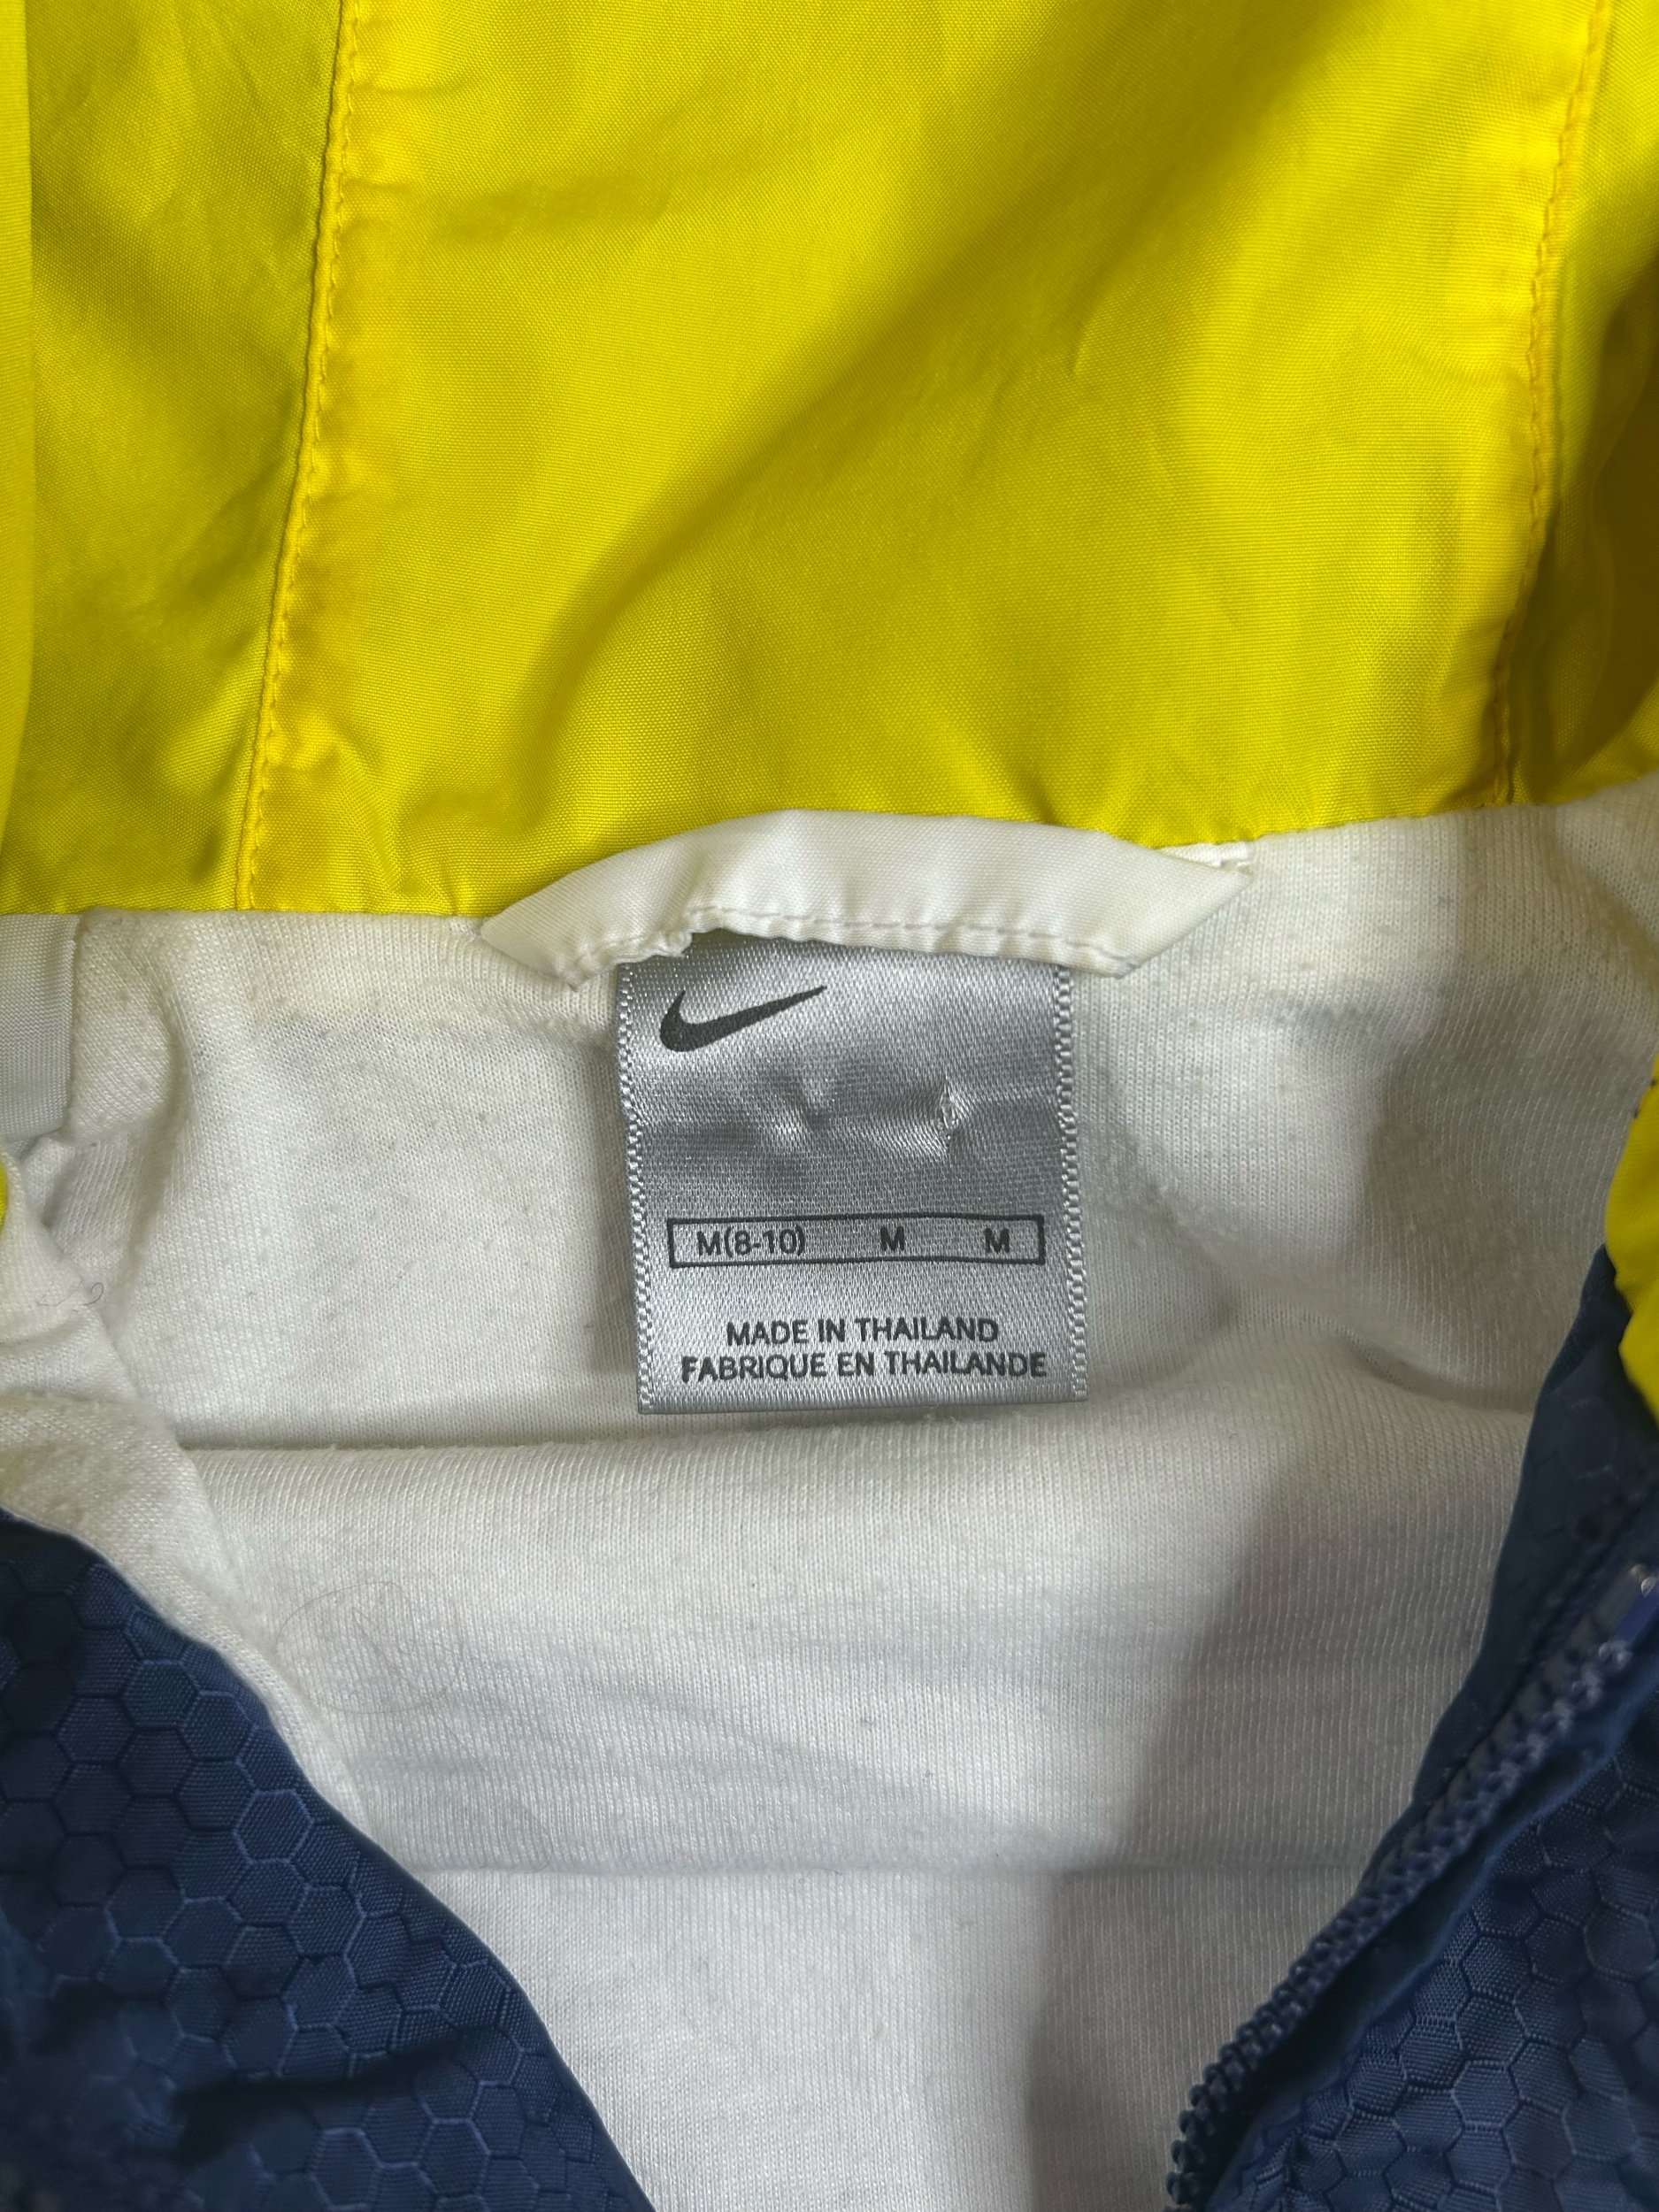 M(8-10) M M
MADE IN THAILAND
FABRIQUE EN THAILANDE